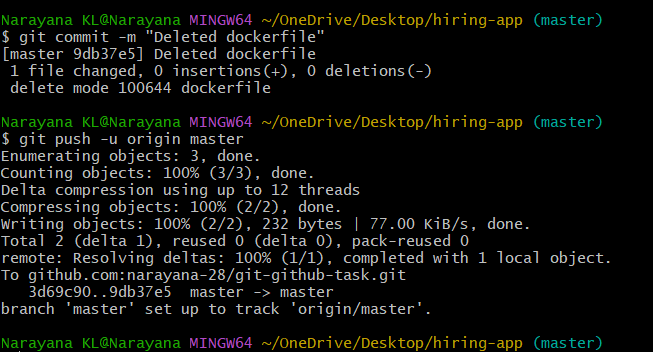 Narayana KL@Narayana MINGW64 ~/OneDrive/Desktop/hiring-app (master)
$ git commit -m "Deleted dockerfile"
[master 9db37e5] Deleted dockerfile
 1 file changed, 0 insertions(+), 0 deletions(-)
 delete mode 100644 dockerfile
Narayana KL@Narayana MINGW64 ~/OneDrive/Desktop/hiring-app (master)
$ git push -u origin master
Enumerating objects: 3, done.
Counting objects: 100% (3/3), done.
Delta compression using up to 12 threads
Compressing objects: 100% (2/2), done.
Writing objects: 100% (2/2), 232 bytes | 77.00 KiB/s, done.
Total 2 (delta 1), reused 0 (delta 0), pack-reused 0
remote: Resolving deltas: 100% (1/1), completed with 1 local object.
To github.com:narayana-28/git-github-task.git
   3d69c90..9db37e5  master -> master
branch 'master' set up to track 'origin/master'.
Narayana KL@Narayana MINGW64 ~/OneDrive/Desktop/hiring-app (master)